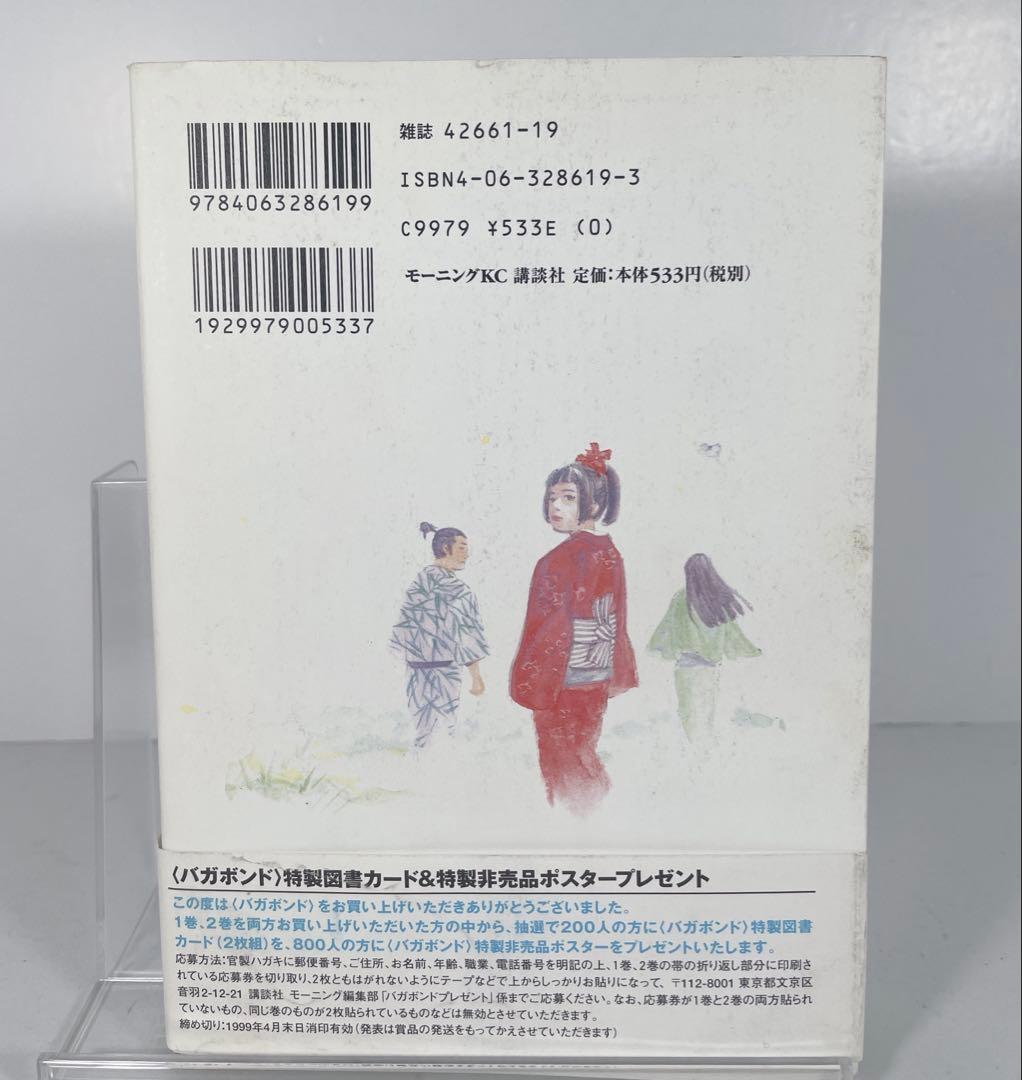 雑誌 42661-19
9784063286199
ISBN4-06-328619-3
C9979 ¥533E (0)
モーニングKC 講談社 定価:本体533円(税別)
1929979005337
〈バガボンド〉特製図書カード&特製非売品ポスタープレゼント
この度は〈バガボンド〉をお買い上げいただきありがとうございました。
1巻、2巻を両方お買い上げいただいた方の中から、抽選で200人の方に〈バガボンド〉特製図書
カード(2枚組)を、800人の方に〈バガボンド〉特製非売品ポスターをプレゼントいたします。
応募方法:官製ハガキに郵便番号、ご住所、お名前、年齢、職業、電話番号を明記の上、1巻、2巻の帯の折り返し部分に印刷さ
れている応募券を切り取り、2枚ともはがれないようにテープなどで上からしっかりお貼りになって、〒112-8001 東京都文京区
音羽2-12-21 講談社 モーニング編集部「バガボンドプレゼント」係までご応募ください。なお、応募券が1巻と2巻の両方貼られ
ていないもの、同じ巻のものが2枚貼られているものなどは無効とさせていただきます。
締め切り:1999年4月末日消印有効(発表は賞品の発送をもってかえさせていただきます)